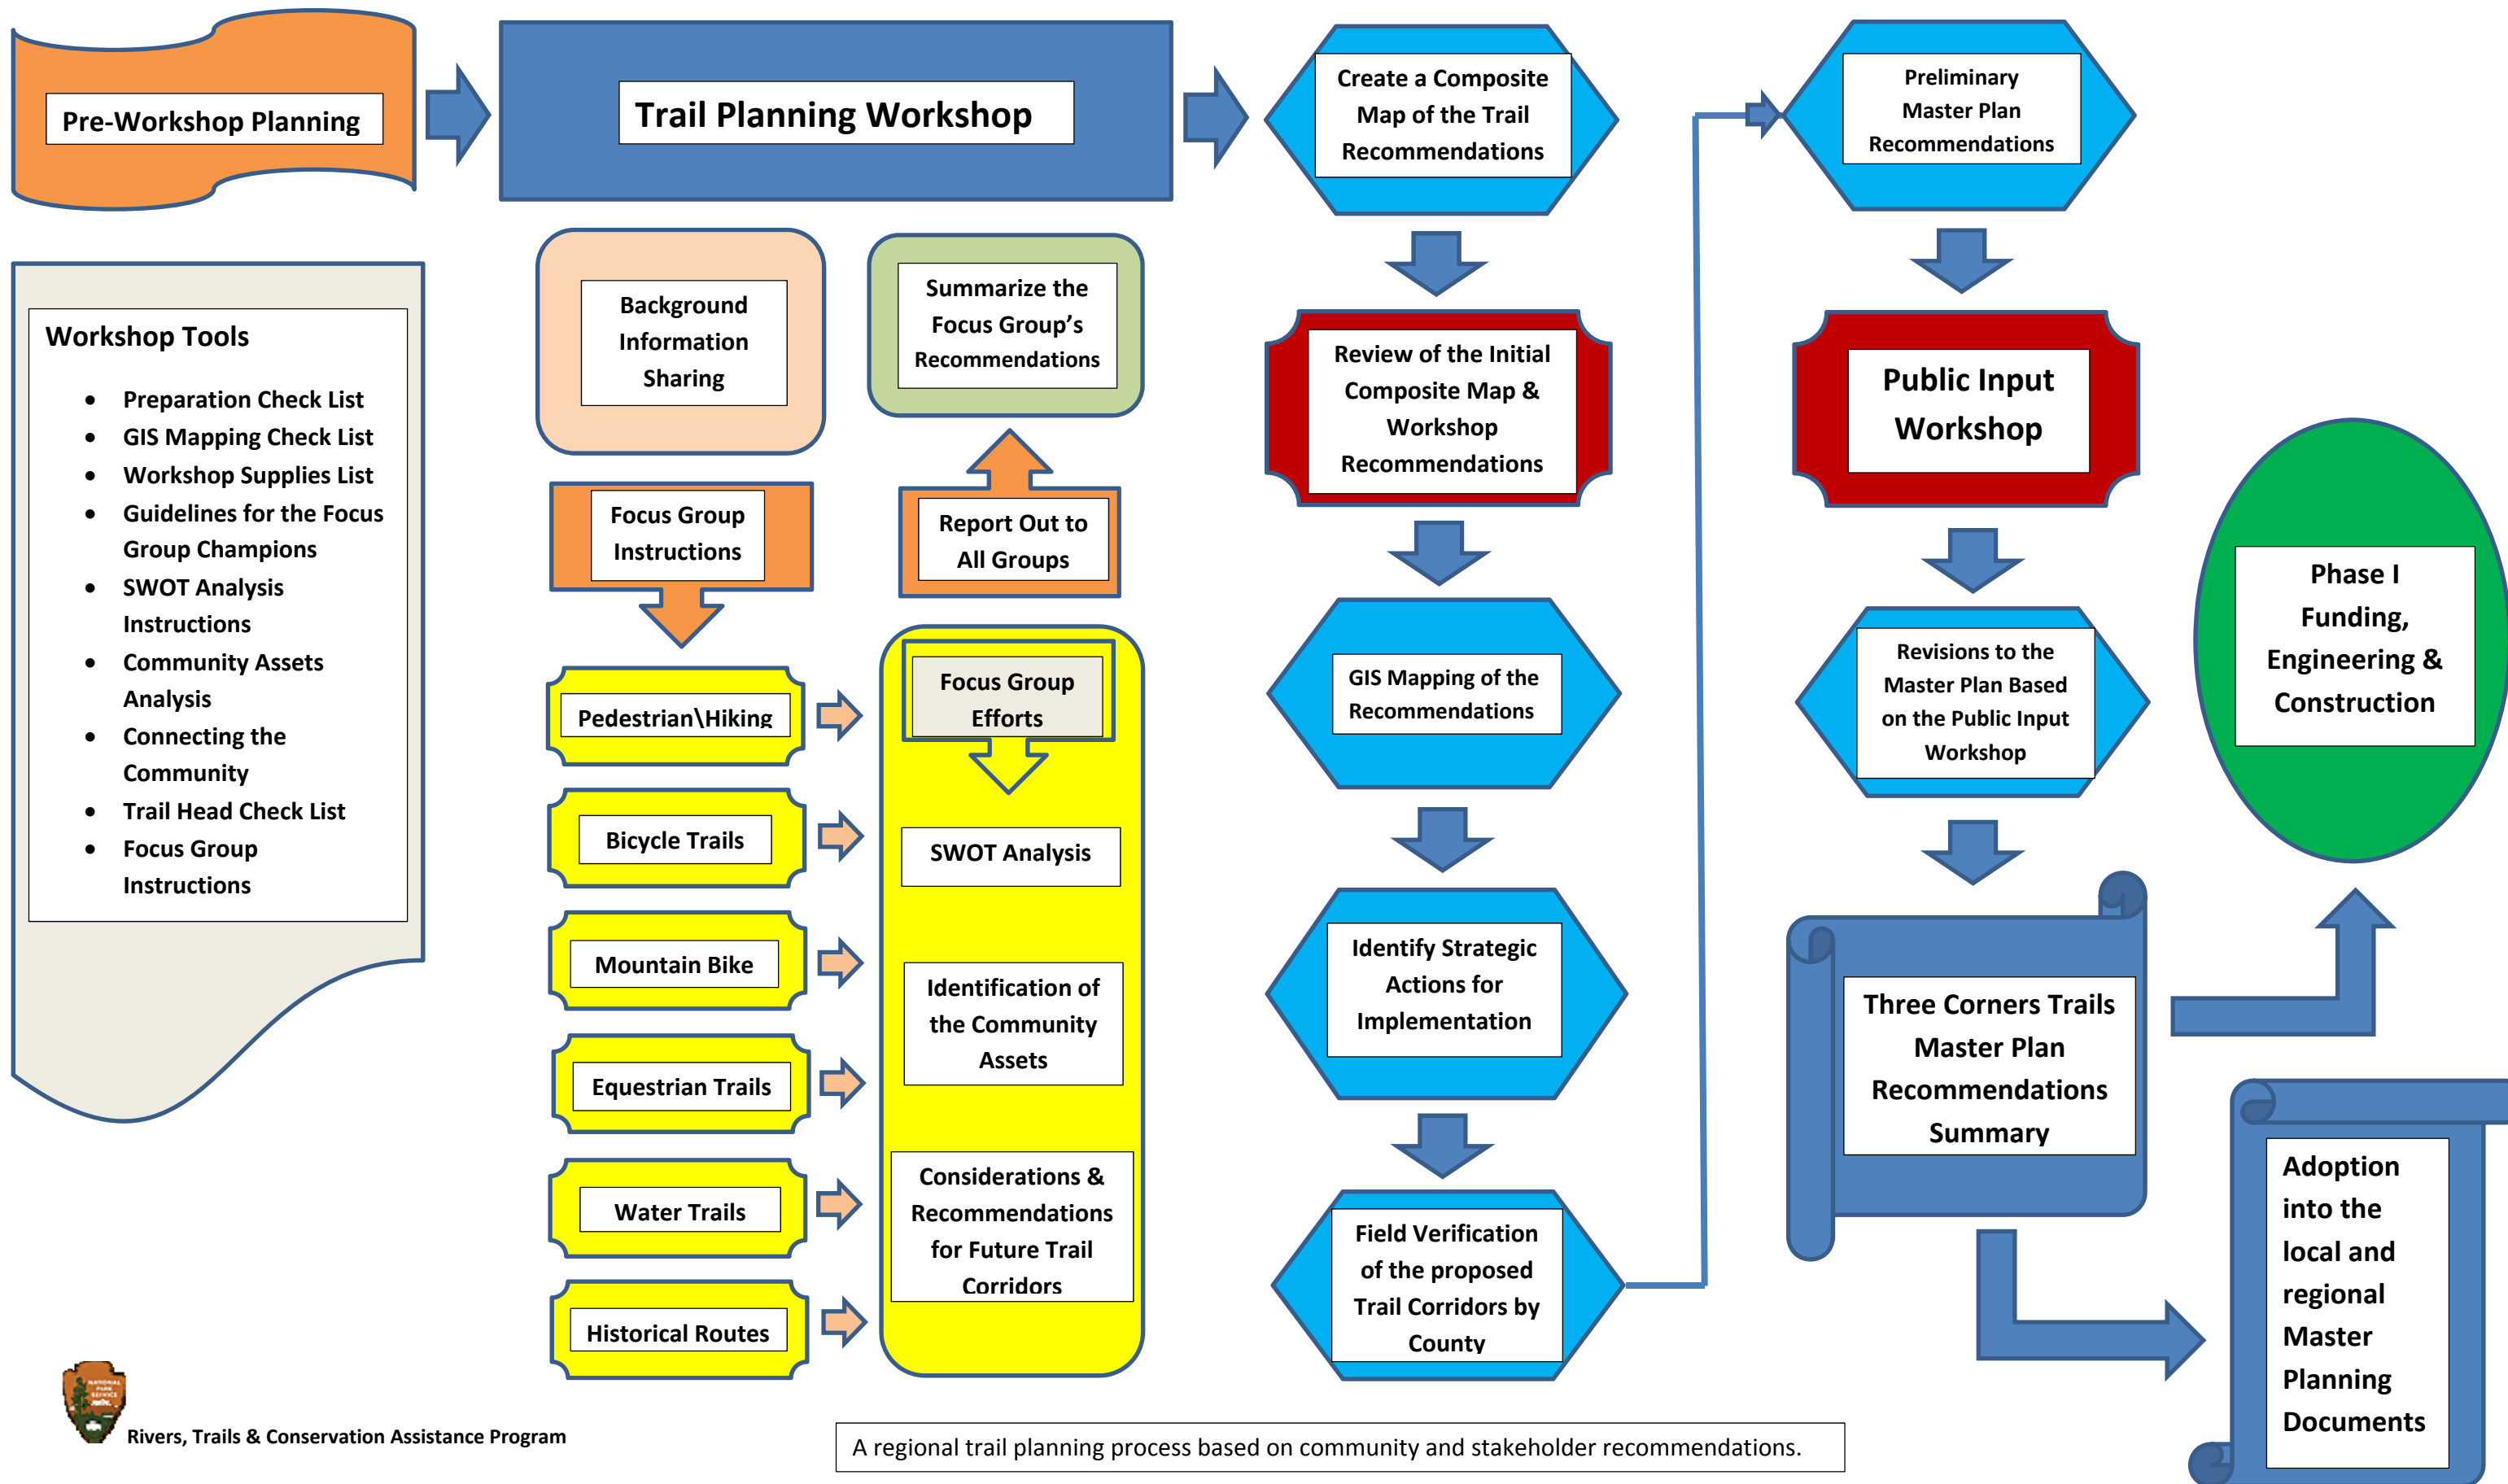 Pre-Workshop Planning
Workshop Tools
• Preparation Check List
• GIS Mapping Check List
• Workshop Supplies List
• Guidelines for the Focus
Group Champions
• SWOT Analysis
Instructions
• Community Assets
Analysis
• Connecting the
Community
• Trail Head Check List
• Focus Group
Instructions
Trail Planning Workshop
Background
Information
Sharing
Focus Group
Instructions
Pedestrian\Hiking
Bicycle Trails
Mountain Bike
Equestrian Trails
Water Trails
Historical Routes
Summarize the
Focus Group’s
Recommendations
Report Out to
All Groups
Focus Group
Efforts
SWOT Analysis
Identification of
the Community
Assets
Considerations &
Recommendations
for Future Trail
Corridors
Create a Composite
Map of the Trail
Recommendations
Review of the Initial
Composite Map &
Workshop
Recommendations
GIS Mapping of the
Recommendations
Identify Strategic
Actions for
Implementation
Field Verification
of the proposed
Trail Corridors by
County
Preliminary
Master Plan
Recommendations
Public Input
Workshop
Revisions to the
Master Plan Based
on the Public Input
Workshop
Three Corners Trails
Master Plan
Recommendations
Summary
Phase I
Funding,
Engineering &
Construction
Adoption
into the
local and
regional
Master
Planning
Documents
NATIONAL
PARK
SERVICE
Rivers, Trails & Conservation Assistance Program
A regional trail planning process based on community and stakeholder recommendations.